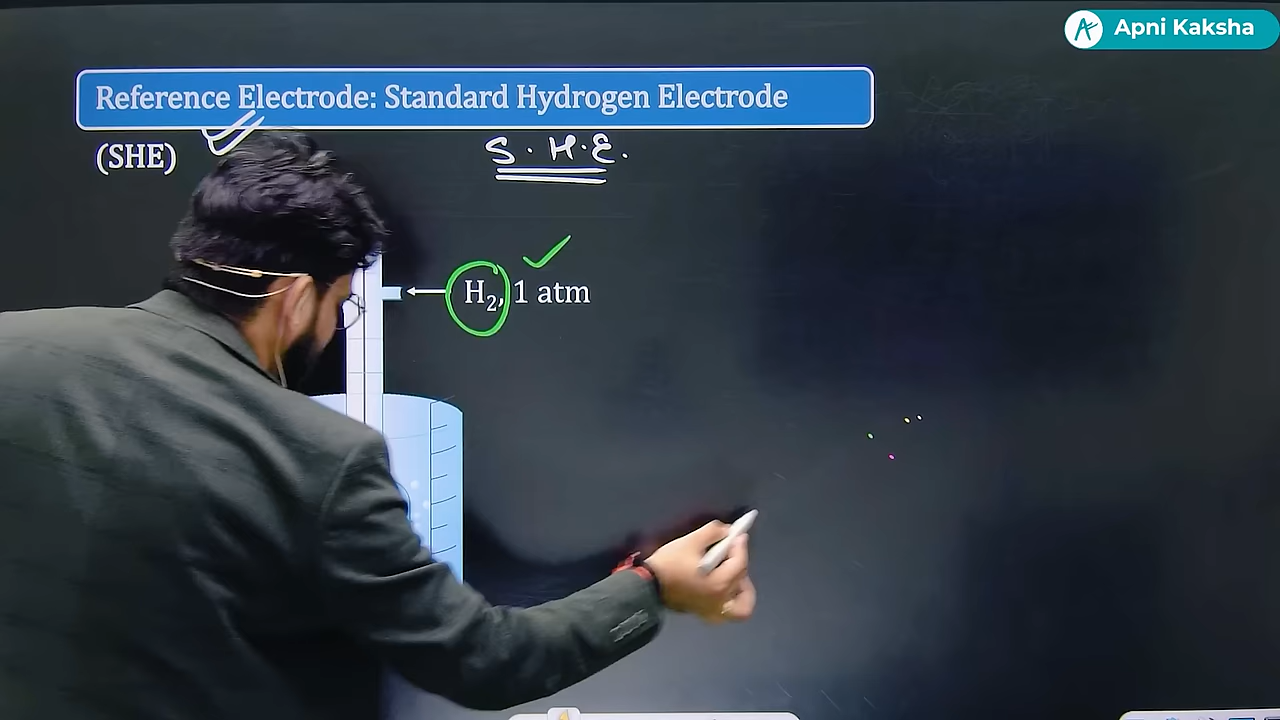 Apni Kaksha
Reference Electrode: Standard Hydrogen Electrode
(SHE)
S.H.E.
H₂, 1 atm